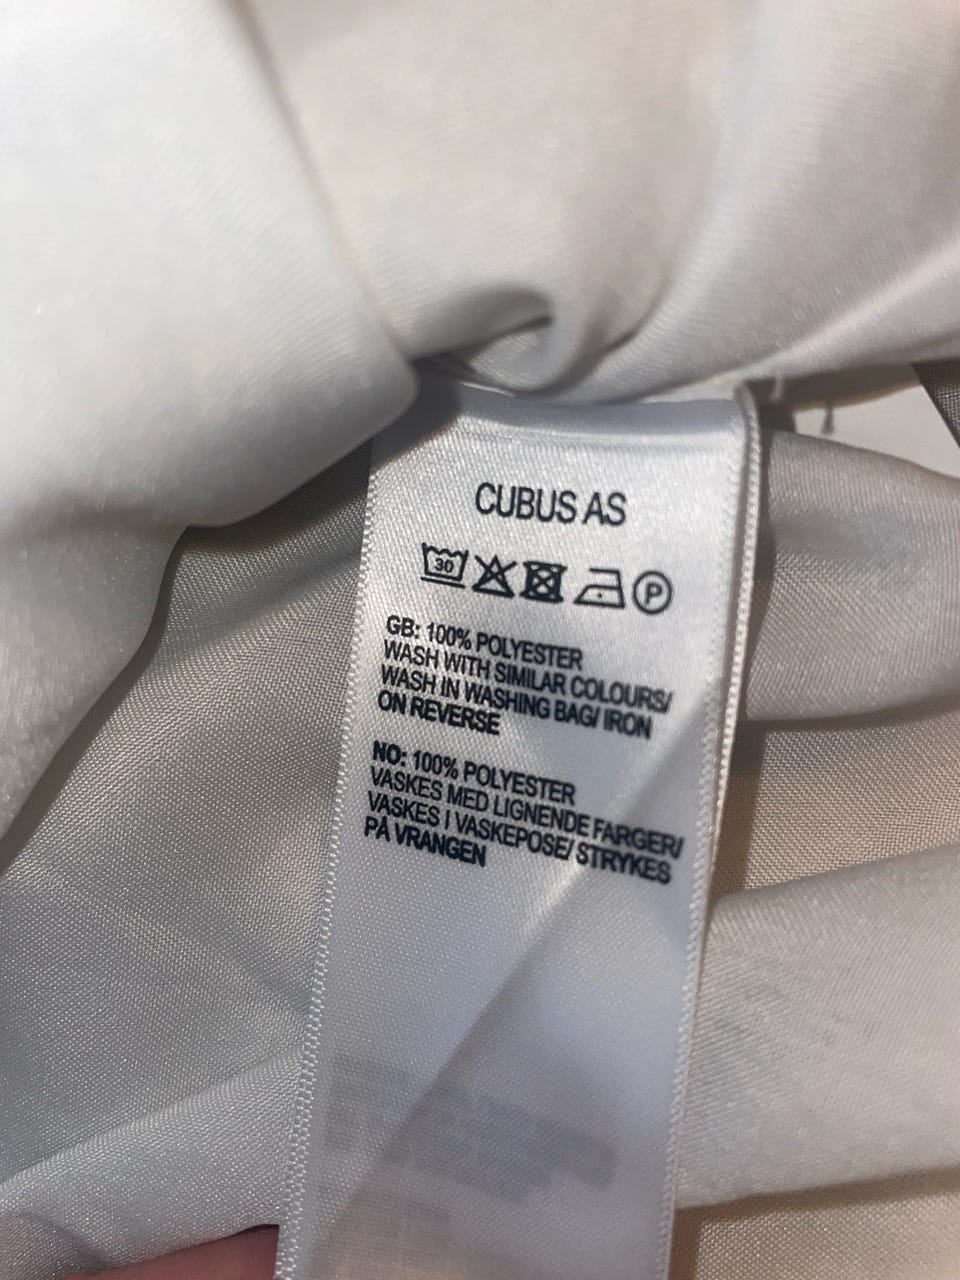 CUBUS AS
30 P
GB: 100% POLYESTER
WASH WITH SIMILAR COLOURS/
WASH IN WASHING BAG/ IRON
ON REVERSE
NO: 100% POLYESTER
VASKES MED LIGNENDE FARGER/
VASKES I VASKEPOSE/ STRYKES
PÅ VRANGEN